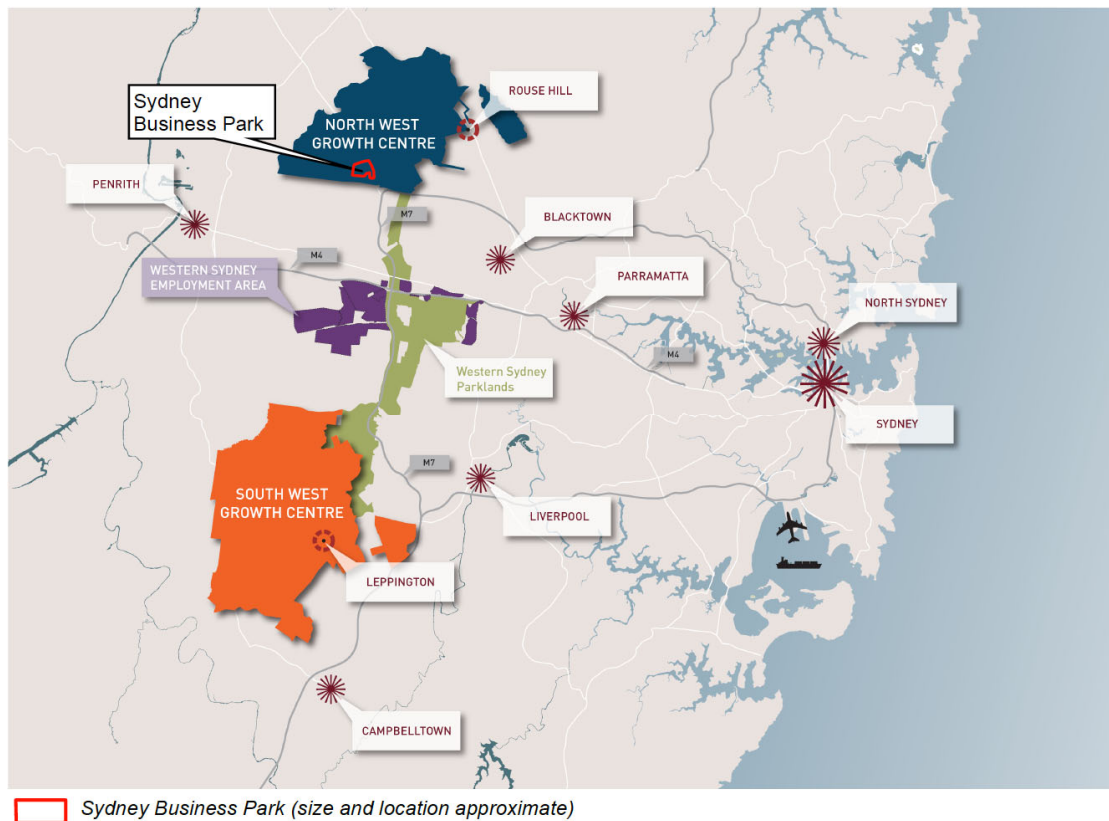 ROUSE HILL
Sydney
Business Park
NORTH WEST
GROWTH CENTRE
PENRITH
M7
BLACKTOWN
M4
WESTERN SYDNEY
EMPLOYMENT AREA
PARRAMATTA
NORTH SYDNEY
M4
Western Sydney
Parklands
SYDNEY
M7
SOUTH WEST
GROWTH CENTRE
LIVERPOOL
LEPPINGTON
CAMPBELLTOWN
Sydney Business Park (size and location approximate)